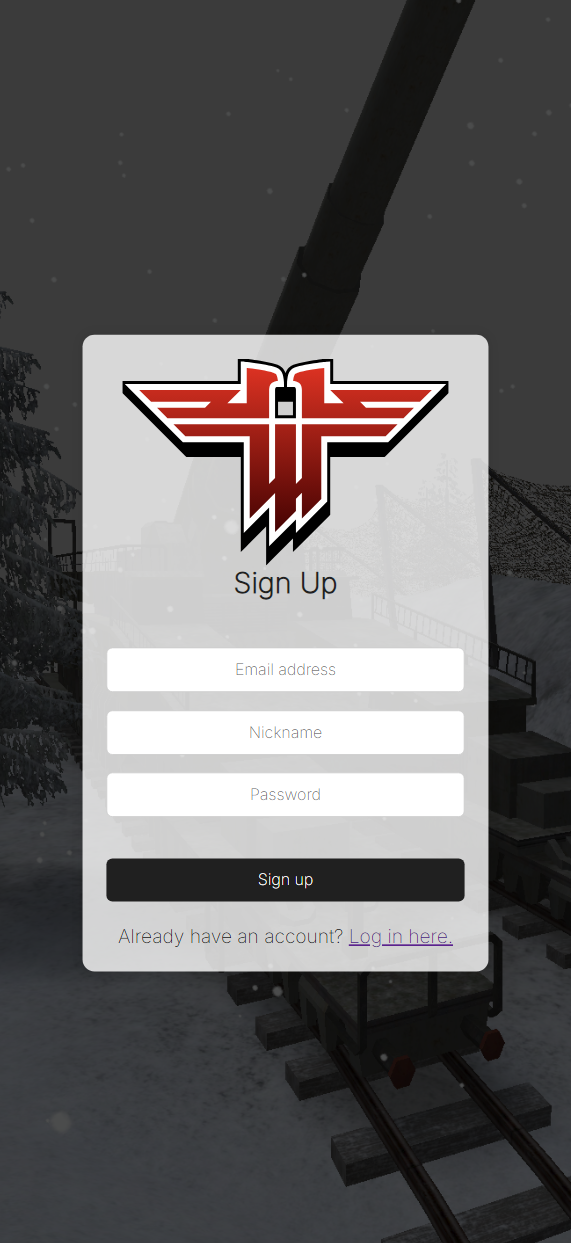 Sign Up
Email address
Nickname
Password
Sign up
Already have an account? Log in here.